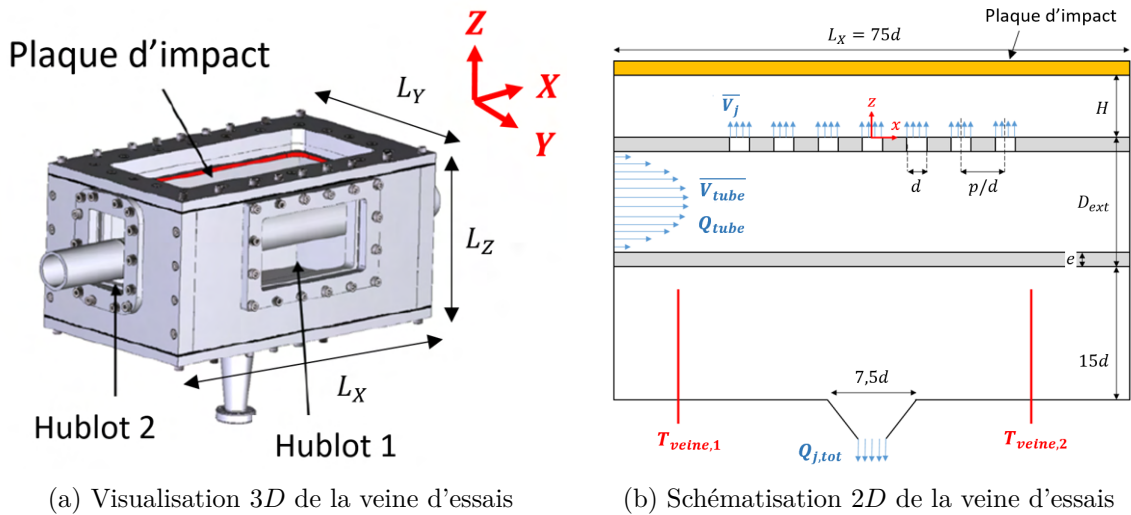 Plaque d'impact
Z
X
Y
L_Y
L_Z
L_X
Hublot 2
Hublot 1
(a) Visualisation 3D de la veine d'essais
Plaque d'impact
L_X = 75d
V_j
H
z
x
V_tube
Q_tube
d
p/d
D_ext
e
15d
7,5d
T_veine,1
T_veine,2
Q_j,tot
(b) Schématisation 2D de la veine d'essais